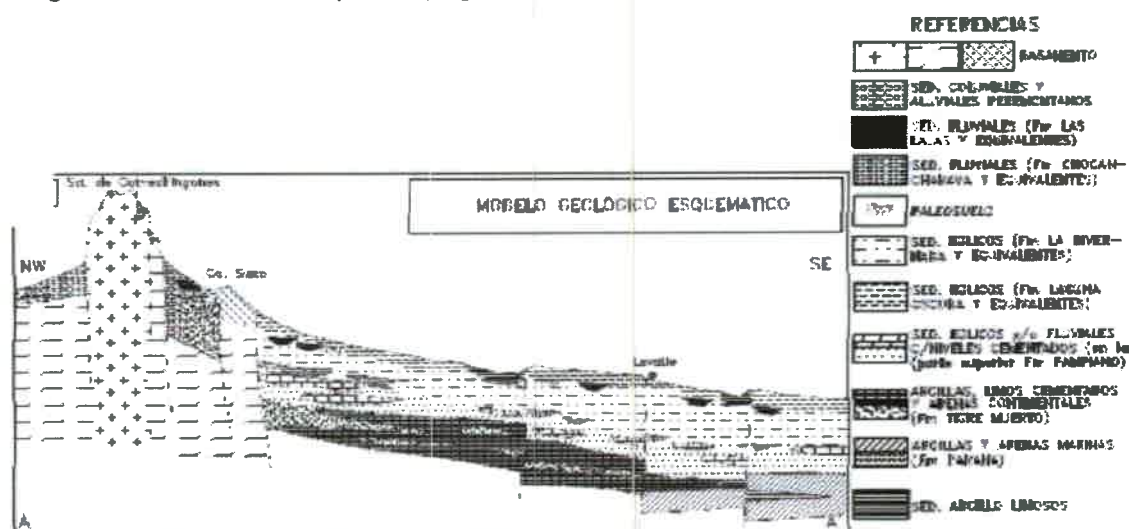 REFERENCIAS
+
BASAMENTO
SED. COLUVIALES Y
ALUVIALES PEDEMONTANOS
SED. FLUVIALES (Fm LAS
LAJAS Y EQUIVALENTES)
SED. FLUVIALES (Fm CHOCAN-
CHARAVA Y EQUIVALENTES)
PALEOSUELO
SED. EOLICOS (Fm LA INVER-
NADA Y EQUIVALENTES)
SED. EOLICOS (Fm LAGUNA
OSCURA Y EQUIVALENTES)
SED. EOLICOS y/o FLUVIALES
C/NIVELES CEMENTADOS (en la
parte superior Fm PAMPIANO)
ARCILLAS, LIMOS CEMENTADOS
ARENAS CONTINENTALES
(Fm TIGRE MUERTO)
ARCILLAS Y ARENAS MARINAS
(Fm PARANA)
SED. ARCILLO LIMOSOS
MODELO GEOLOGICO ESQUEMATICO
NW
SE
Co.
A
A